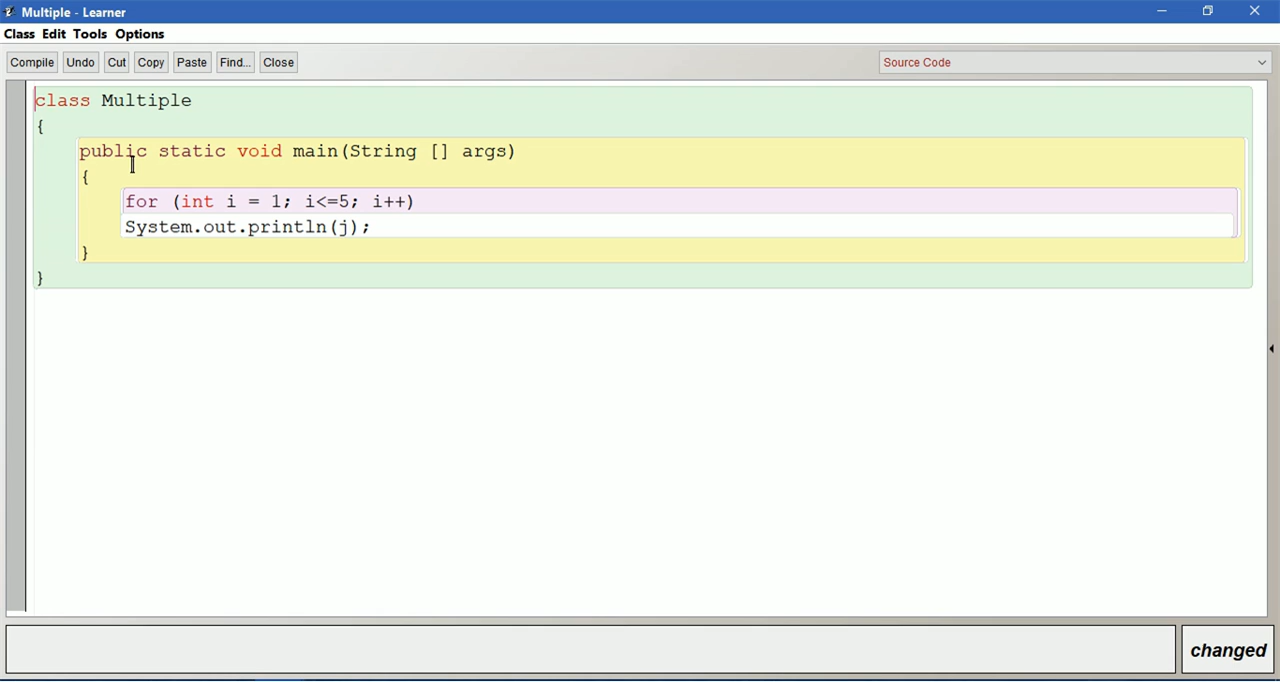 Multiple - Learner
Class Edit Tools Options
Compile Undo Cut Copy Paste Find... Close Source Code
class Multiple
{
public static void main(String [] args)
{
for (int i = 1; i<=5; i++)
System.out.println(j);
}
}
changed